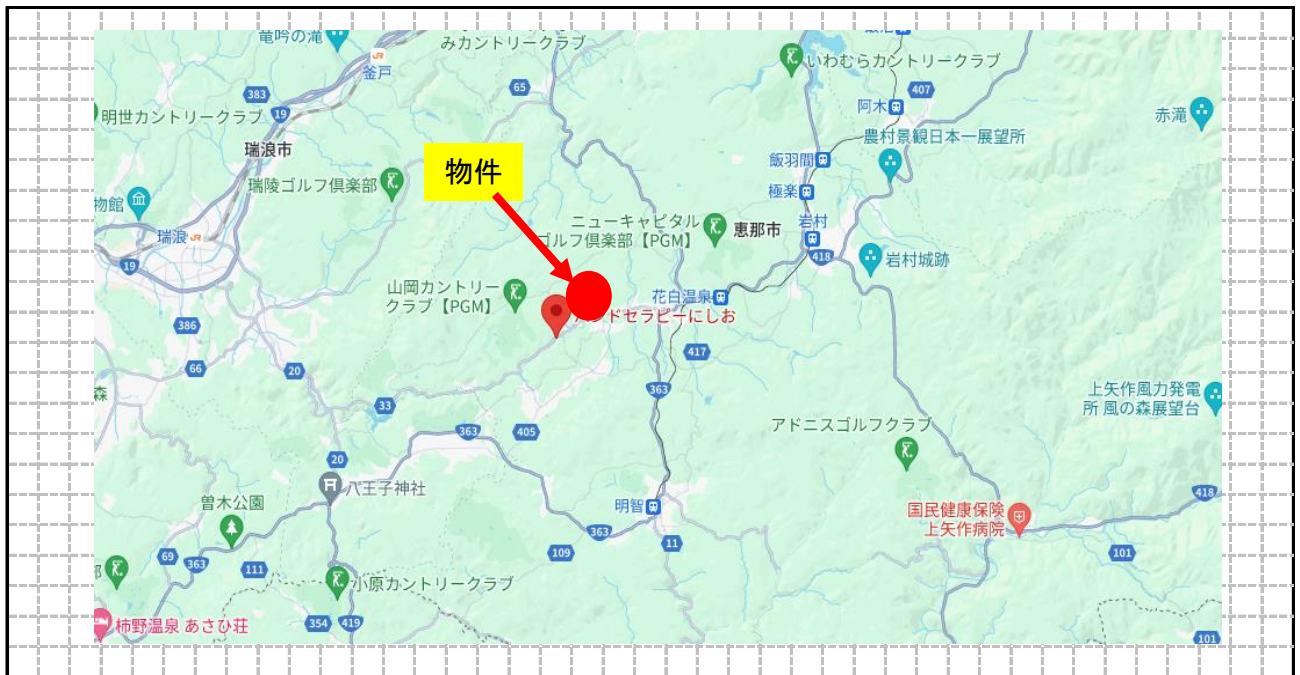 竜吟の滝
みカントリークラブ
釜戸
いわむらカントリークラブ
65
383
407
阿木
明世カントリークラブ
19
赤滝
農村景観日本一展望所
瑞浪市
飯羽間
物件
瑞陵ゴルフ倶楽部
極楽
物館
ニューキャピタル
ゴルフ倶楽部【PGM】
恵那市
岩村
瑞浪
418
19
岩村城跡
山岡カントリー
クラブ【PGM】
花白温泉
ドセラピーにしお
386
417
66
20
363
森
上矢作風力発電
所 風の森展望台
33
363
405
アドニスゴルフクラブ
20
八王子神社
418
曽木公園
明智
国民健康保険
上矢作病院
363
11
109
101
69
363
111
部
小原カントリークラブ
354
419
柿野温泉 あさひ荘
101